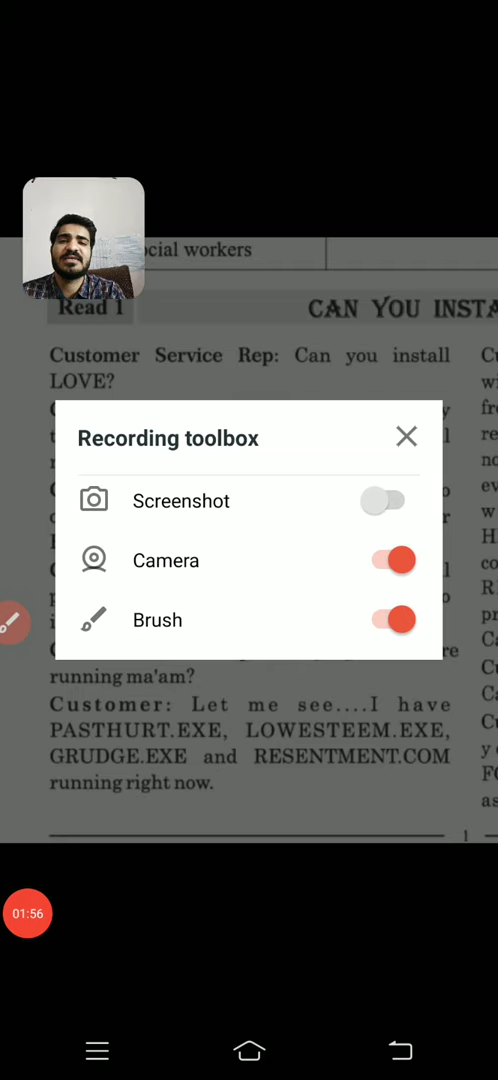 ocial workers
Read 1
CAN YOU INSTA
Customer Service Rep: Can you install
LOVE?
Recording toolbox
Screenshot
Camera
Brush
running ma'am?
Customer: Let me see....I have
PASTHURT.EXE, LOWESTEEM.EXE,
GRUDGE.EXE and RESENTMENT.COM
running right now.
1
01:56